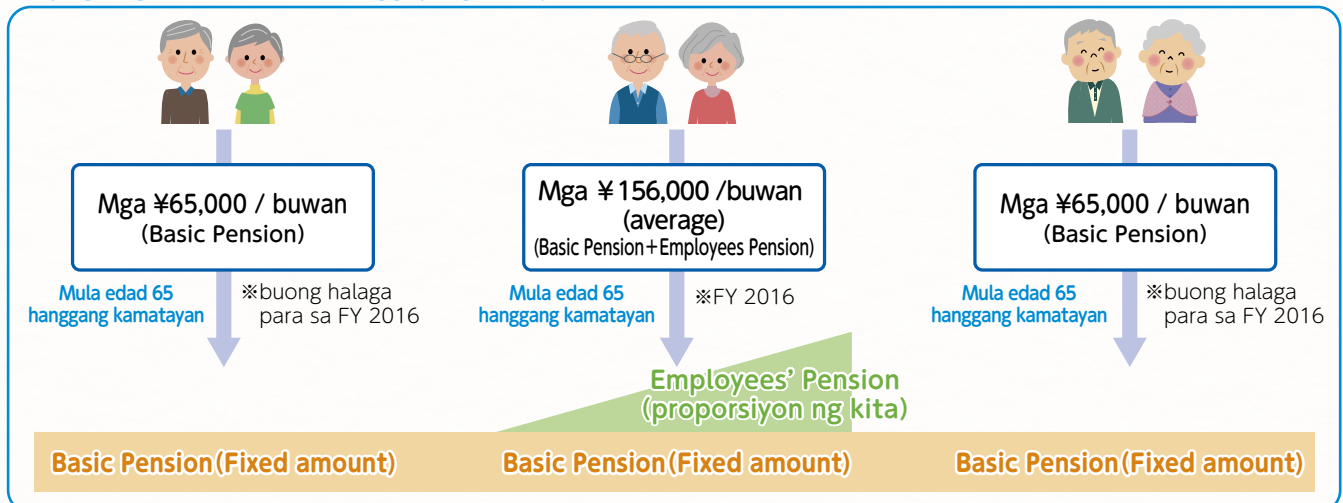 Mga ¥65,000 / buwan
(Basic Pension)
Mula edad 65
hanggang kamatayan
※buong halaga
para sa FY 2016
Mga ¥156,000 /buwan
(average)
(Basic Pension+Employees Pension)
Mula edad 65
hanggang kamatayan
※FY 2016
Mga ¥65,000 / buwan
(Basic Pension)
Mula edad 65
hanggang kamatayan
※buong halaga
para sa FY 2016
Employees' Pension
(proporsiyon ng kita)
Basic Pension(Fixed amount)
Basic Pension(Fixed amount)
Basic Pension(Fixed amount)